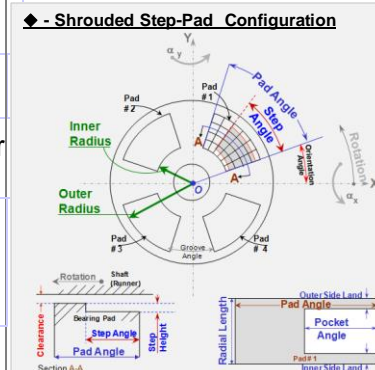 ◆ - Shrouded Step-Pad Configuration
Y
α y
Pad
# 2
Pad
# 1
Pad Angle
Step
Angle
A
A
Inner
Radius
Outer
Radius
O
Orientation
Angle
Rotation
α x
X
Pad
# 3
Groove
Angle
Pad
# 4
Rotation
Shaft
(Runner)
Bearing Pad
Clearance
Step Angle
Step
Height
Pad Angle
Section A-A
Radial Length
Outer Side Land
Pad Angle
Pocket
Angle
Pad# 1
Inner Side Land
r